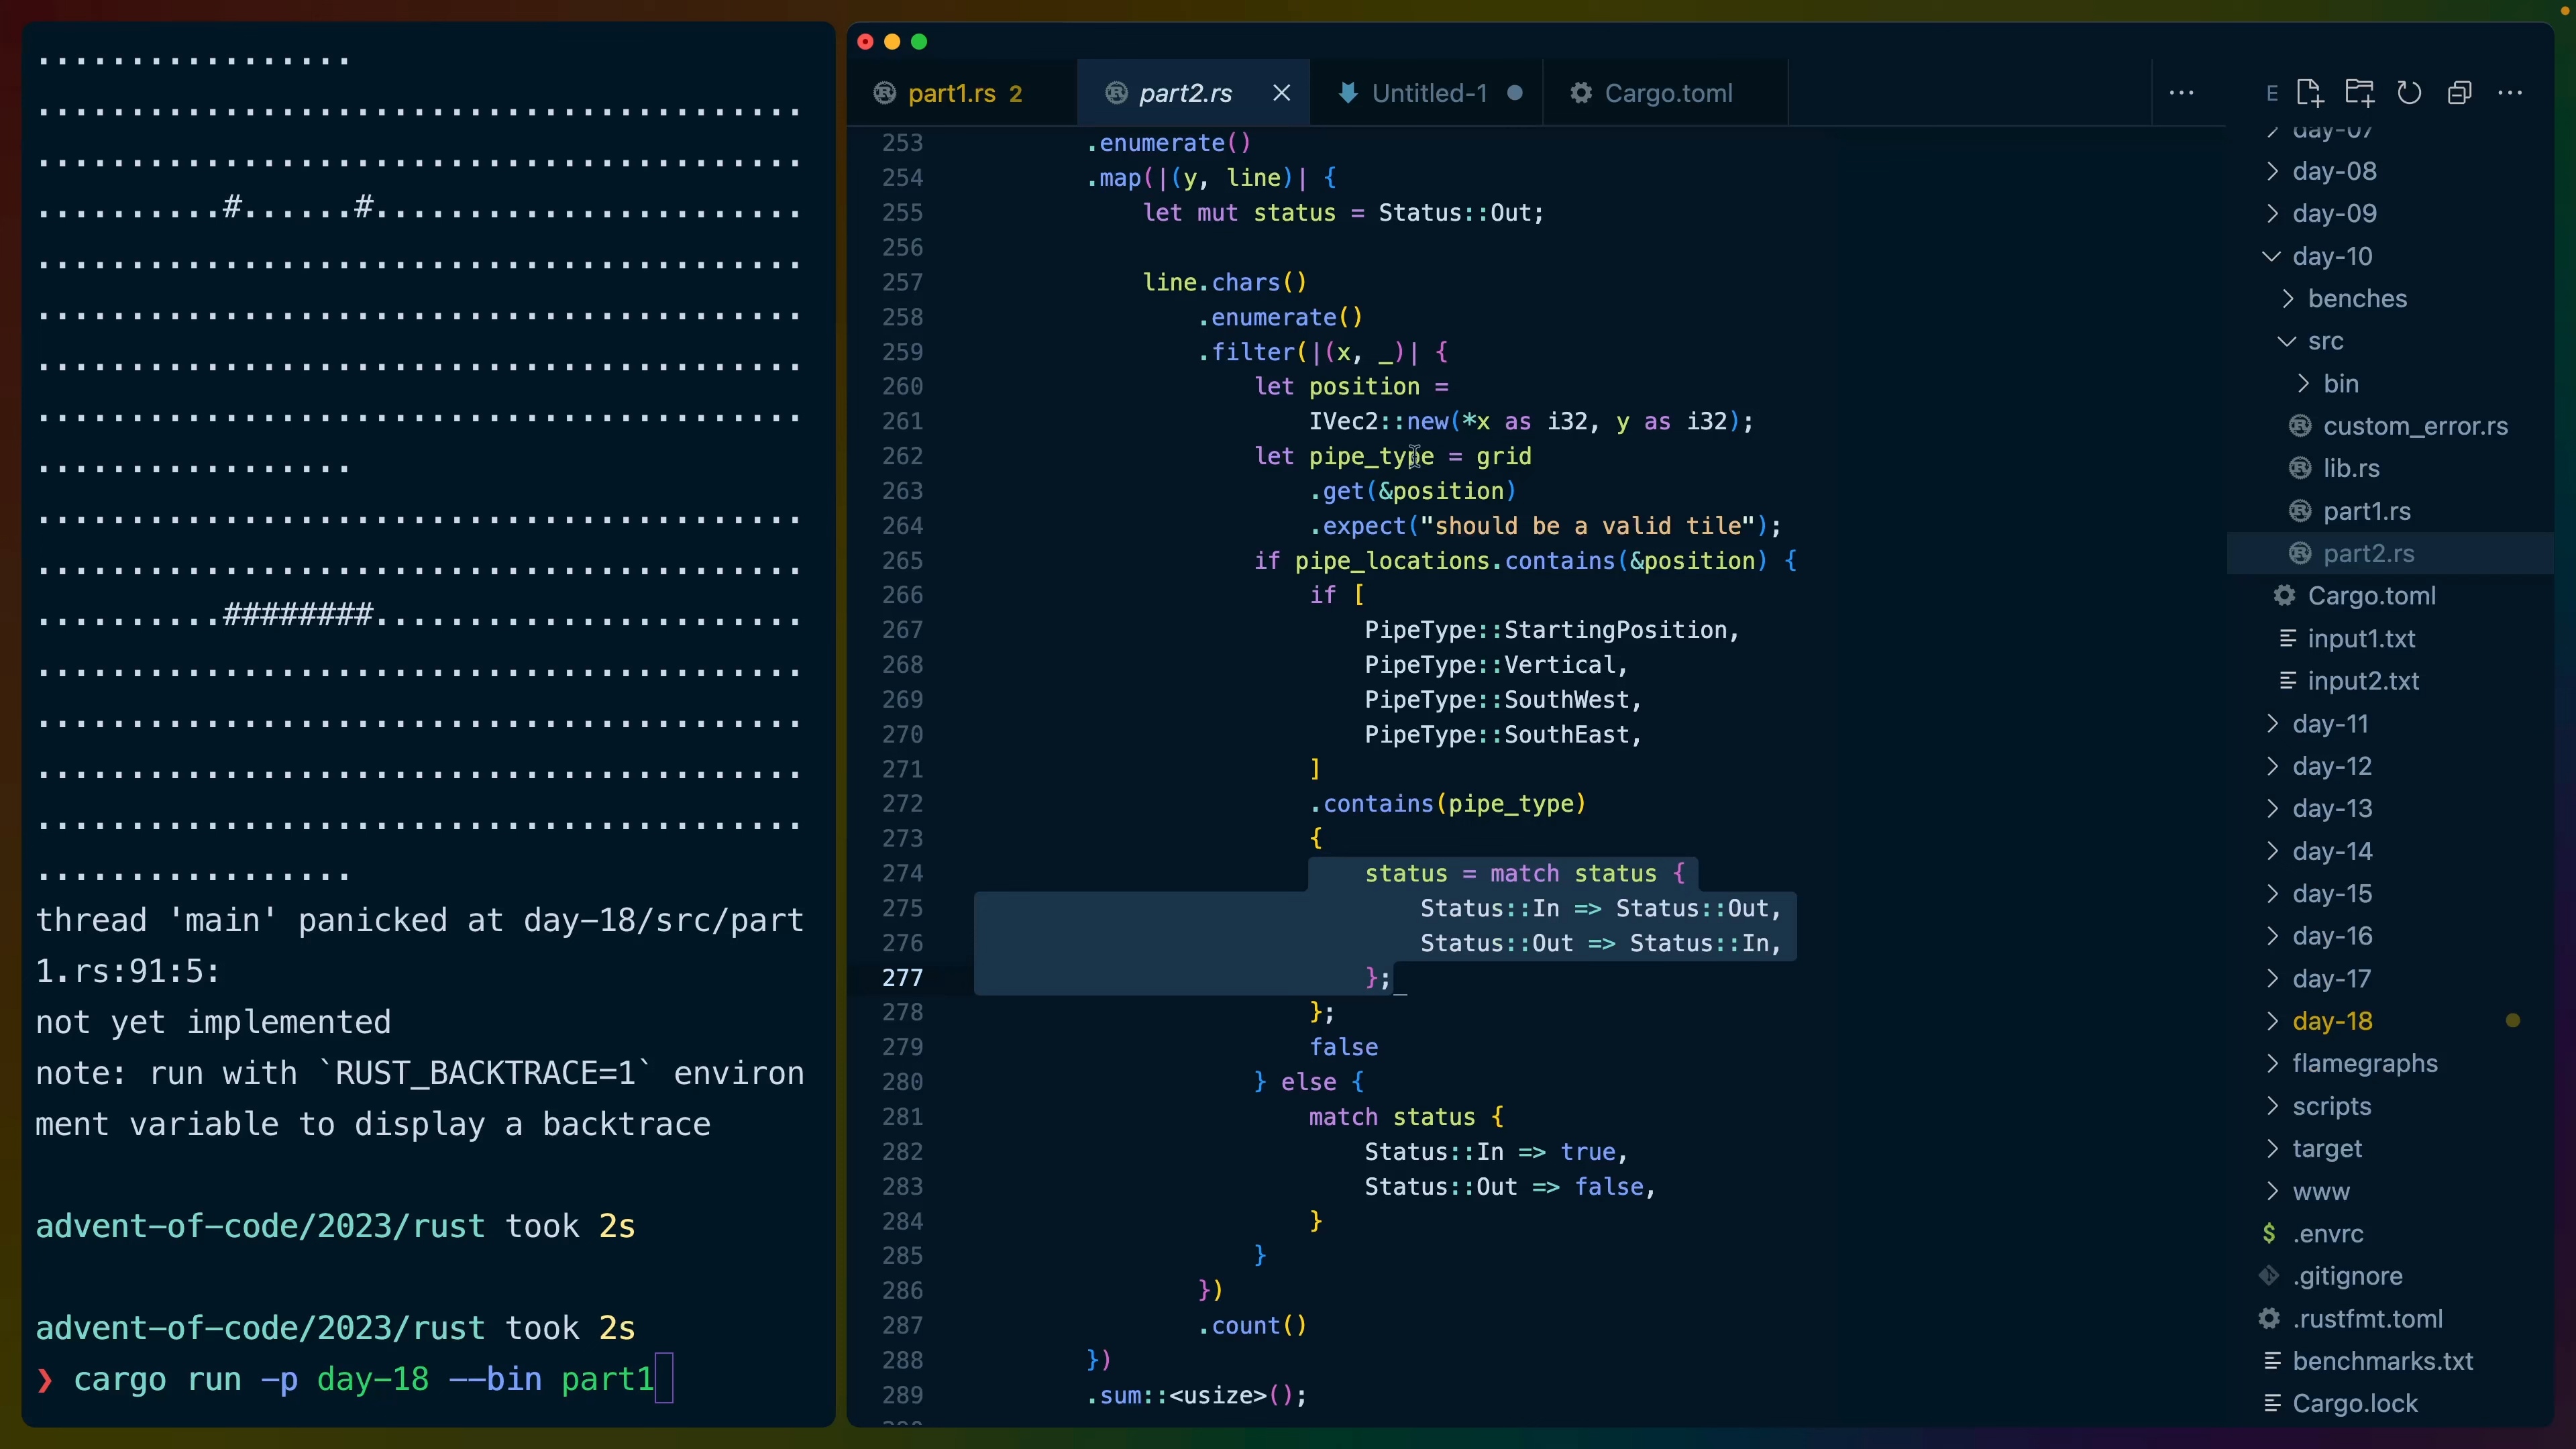 .................
.........................................
.........................................
..........#......#.......................
.........................................
.........................................
.........................................
.........................................
.................
.........................................
.........................................
..........########.......................
.........................................
.........................................
.........................................
.........................................
.................
thread 'main' panicked at day-18/src/part
1.rs:91:5:
not yet implemented
note: run with `RUST_BACKTRACE=1` environ
ment variable to display a backtrace
advent-of-code/2023/rust took 2s
advent-of-code/2023/rust took 2s
❯ cargo run -p day-18 --bin part1
part1.rs 2
part2.rs
Untitled-1
Cargo.toml
253 .enumerate()
254 .map(|(y, line)| {
255 let mut status = Status::Out;
256
257 line.chars()
258 .enumerate()
259 .filter(|(x, _)| {
260 let position =
261 IVec2::new(*x as i32, y as i32);
262 let pipe_type = grid
263 .get(&position)
264 .expect("should be a valid tile");
265 if pipe_locations.contains(&position) {
266 if [
267 PipeType::StartingPosition,
268 PipeType::Vertical,
269 PipeType::SouthWest,
270 PipeType::SouthEast,
271 ]
272 .contains(pipe_type)
273 {
274 status = match status {
275 Status::In => Status::Out,
276 Status::Out => Status::In,
277 };
278 };
279 false
280 } else {
281 match status {
282 Status::In => true,
283 Status::Out => false,
284 }
285 }
286 })
287 .count()
288 })
289 .sum::<usize>();
E
day-07
day-08
day-09
day-10
benches
src
bin
custom_error.rs
lib.rs
part1.rs
part2.rs
Cargo.toml
input1.txt
input2.txt
day-11
day-12
day-13
day-14
day-15
day-16
day-17
day-18
flamegraphs
scripts
target
www
$ .envrc
.gitignore
.rustfmt.toml
benchmarks.txt
Cargo.lock